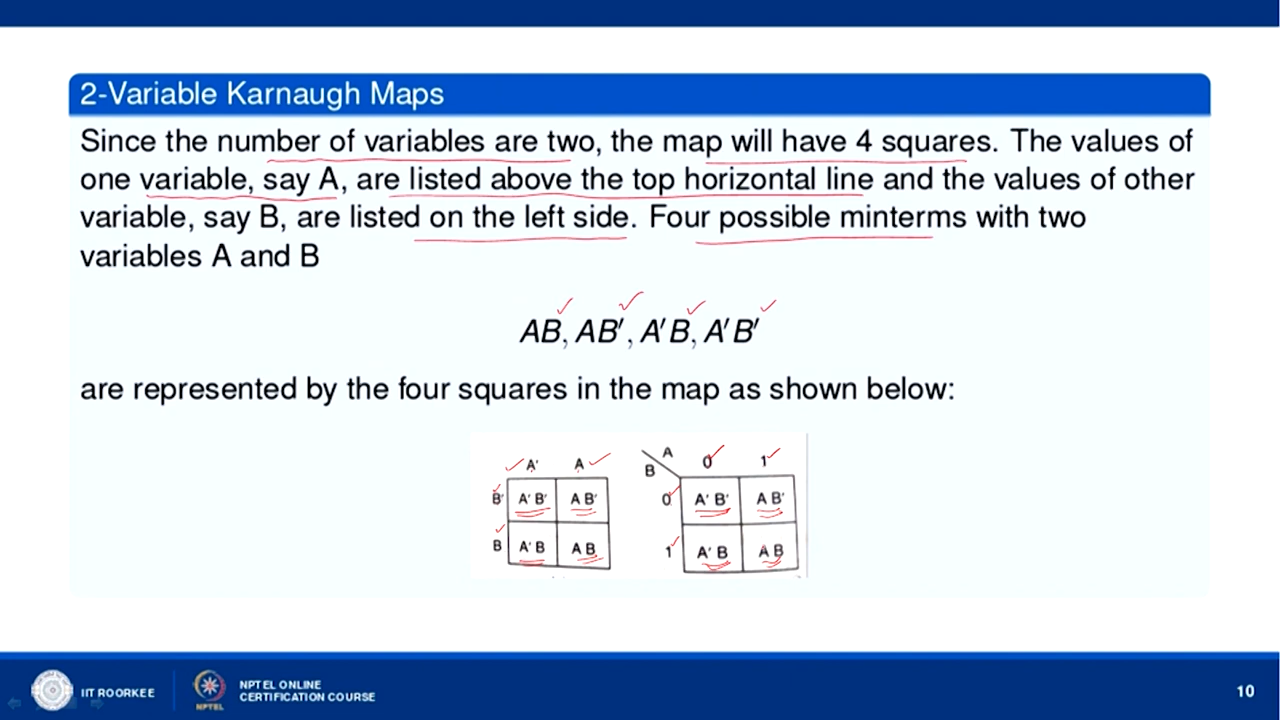 2-Variable Karnaugh Maps
Since the number of variables are two, the map will have 4 squares. The values of
one variable, say A, are listed above the top horizontal line and the values of other
variable, say B, are listed on the left side. Four possible minterms with two
variables A and B
AB, AB′, A′B, A′B′
are represented by the four squares in the map as shown below:
A' A
B' A' B' A B'
B A' B A B
A
B 0 1
0 A' B' A B'
1 A' B A B
IIT ROORKEE
NPTEL
NPTEL ONLINE
CERTIFICATION COURSE
10